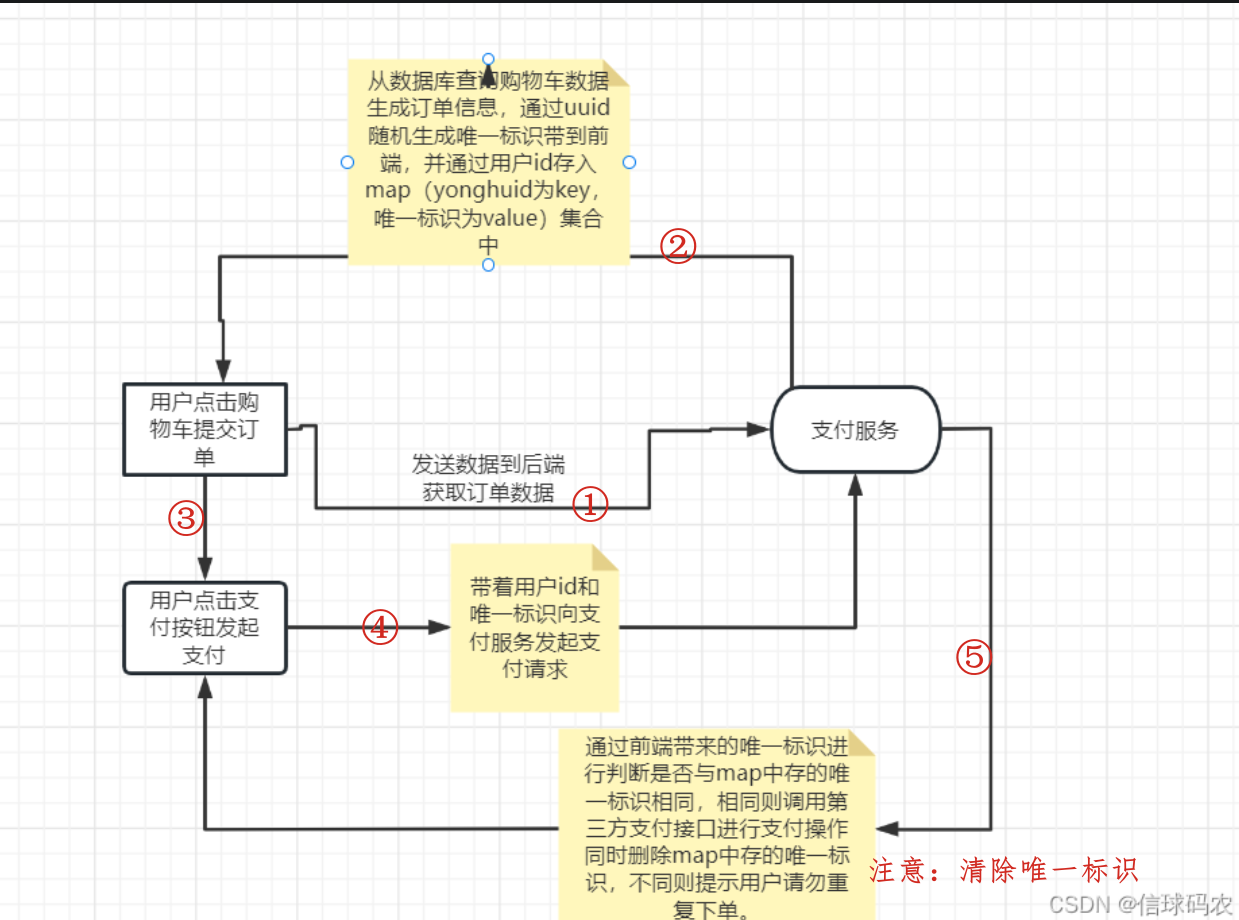 从数据库查询购物车数据
生成订单信息，通过uuid
随机生成唯一标识带到前
端，并通过用户id存入
map（yonghuid为key，
唯一标识为value）集合
中
②
用户点击购
物车提交订
单
支付服务
发送数据到后端
获取订单数据
①
③
用户点击支
付按钮发起
支付
④
带着用户id和
唯一标识向支
付服务发起支
付请求
⑤
通过前端带来的唯一标识进
行判断是否与map中存的唯
一标识相同，相同则调用第
三方支付接口进行支付操作
同时删除map中存的唯一标
识，不同则提示用户请勿重
复下单。
注意：清除唯一标识
CSDN @信球码农